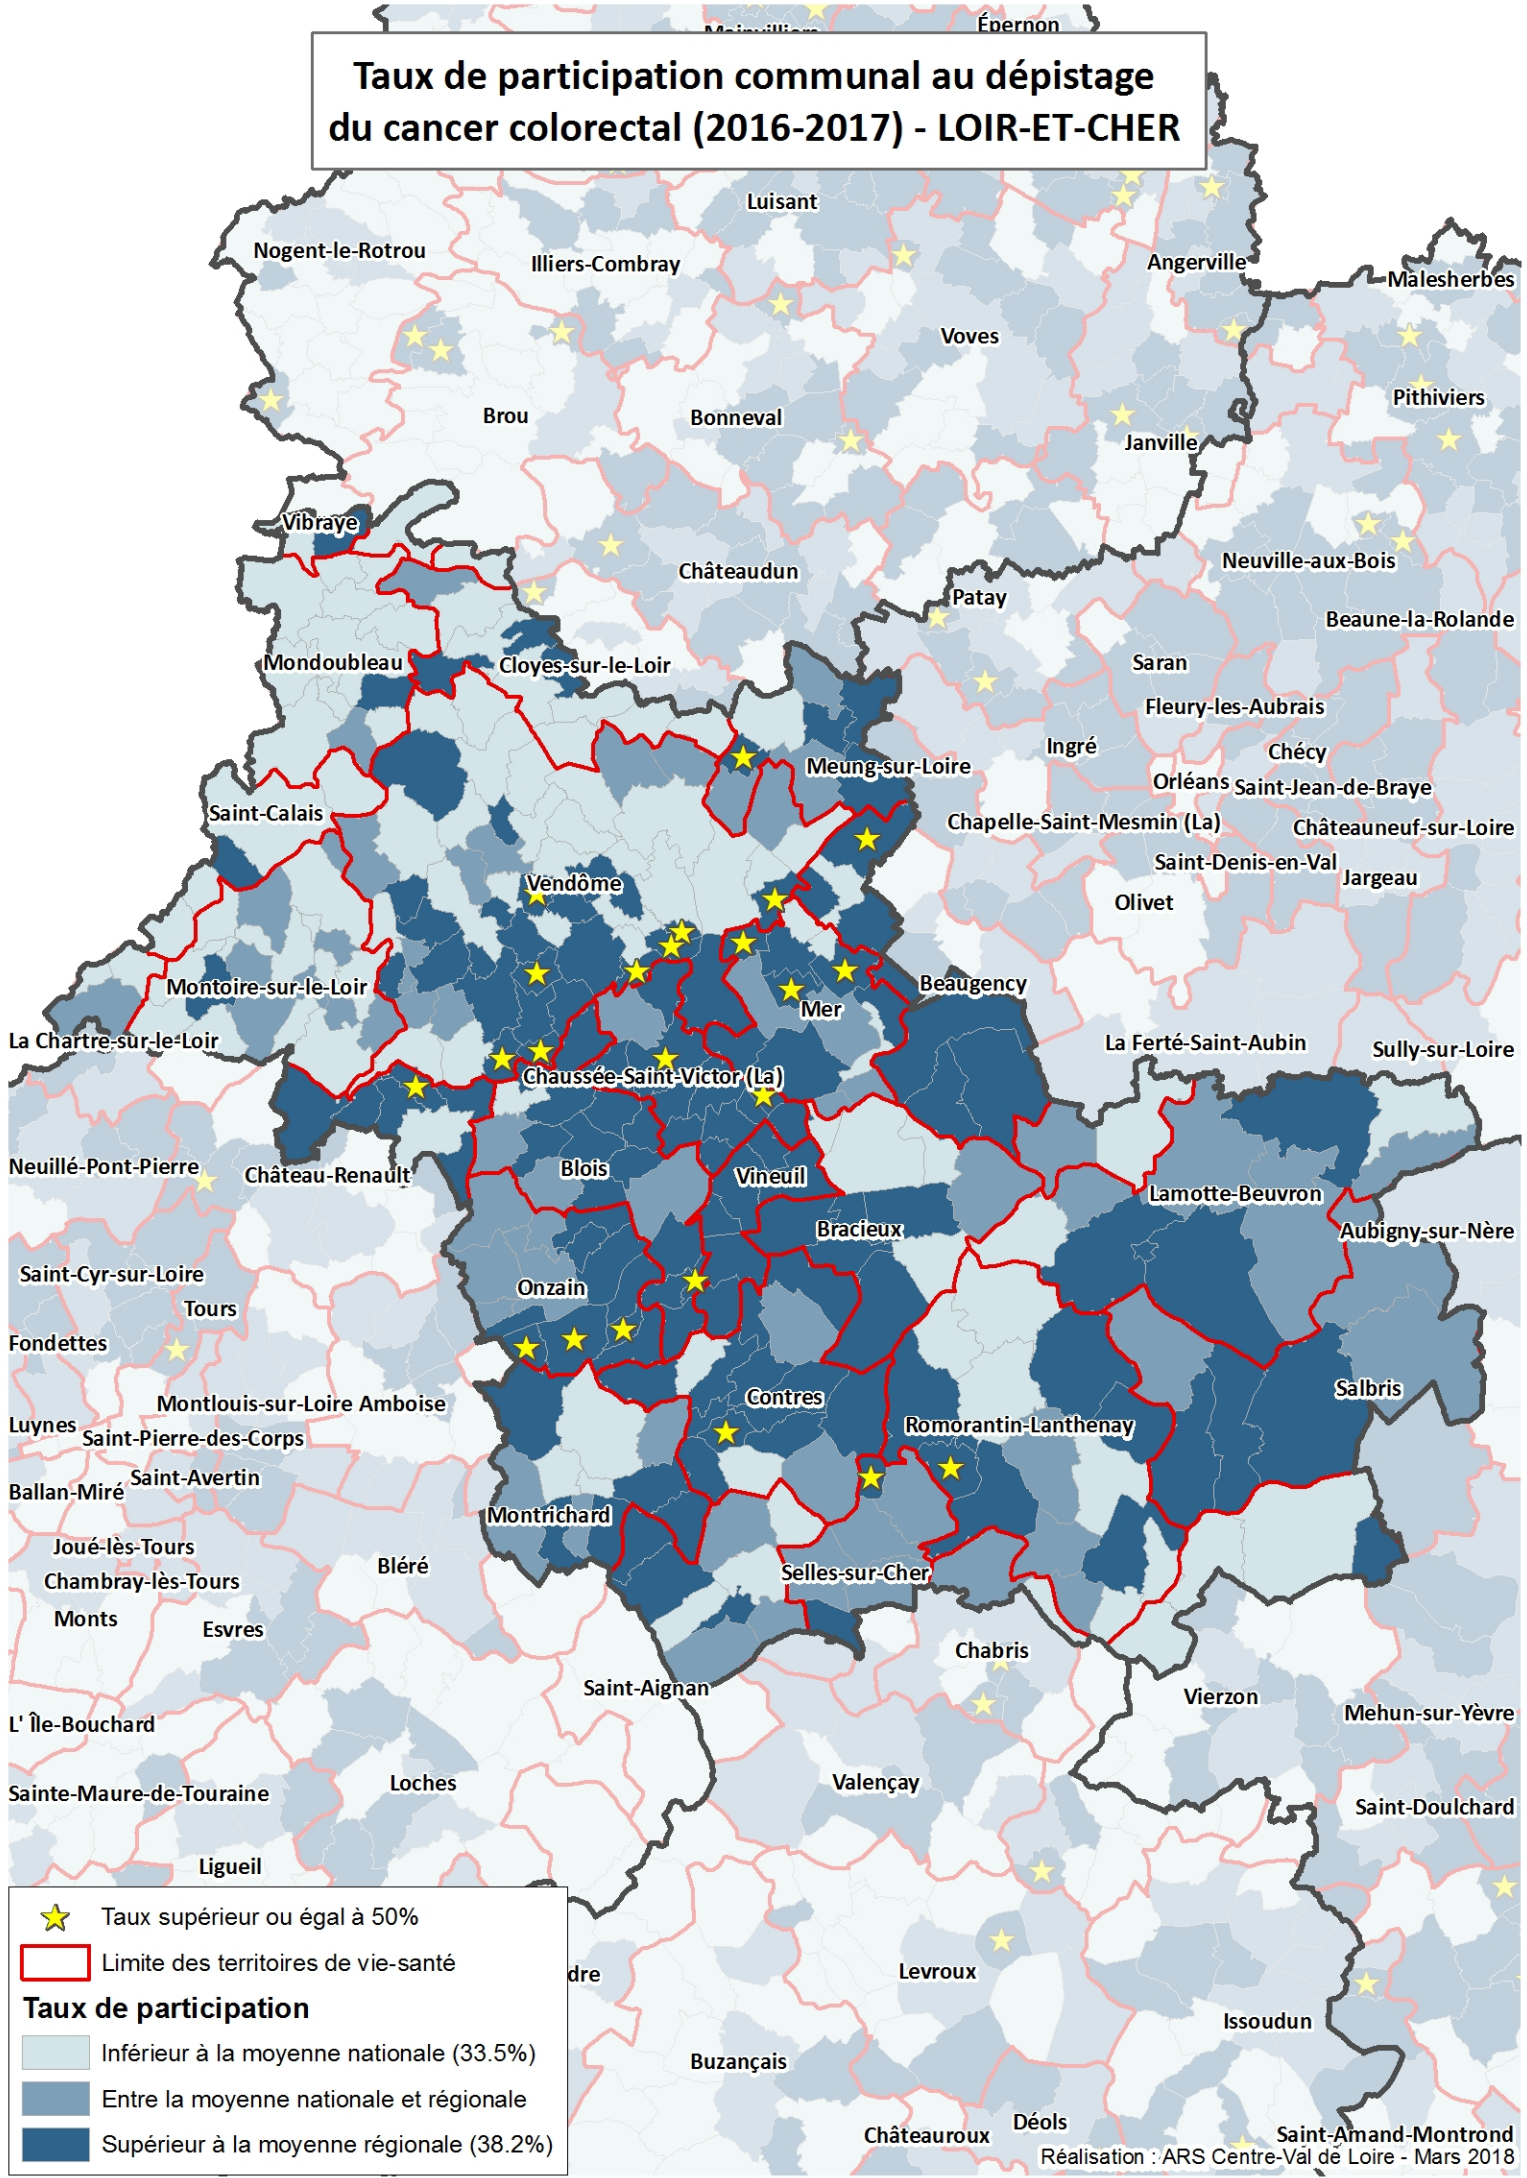 Épernon
Taux de participation communal au dépistage
du cancer colorectal (2016-2017) - LOIR-ET-CHER
Luisant
Nogent-le-Rotrou
Illiers-Combray
Angerville
Malesherbes
Voves
Pithiviers
Brou
Bonneval
Janville
Vibraye
Neuville-aux-Bois
Châteaudun
Patay
Beaune-la-Rolande
Mondoubleau
Cloyes-sur-le-Loir
Saran
Fleury-les-Aubrais
Ingré
Chécy
Meung-sur-Loire
Orléans
Saint-Jean-de-Braye
Saint-Calais
Chapelle-Saint-Mesmin (La)
Châteauneuf-sur-Loire
Saint-Denis-en-Val
Jargeau
Vendôme
Olivet
Montoire-sur-le-Loir
Beaugency
Mer
La Chartre-sur-le-Loir
La Ferté-Saint-Aubin
Sully-sur-Loire
Chaussée-Saint-Victor (La)
Neuillé-Pont-Pierre
Château-Renault
Blois
Vineuil
Lamotte-Beuvron
Bracieux
Aubigny-sur-Nère
Saint-Cyr-sur-Loire
Onzain
Tours
Fondettes
Salbris
Contres
Montlouis-sur-Loire
Amboise
Luynes
Saint-Pierre-des-Corps
Romorantin-Lanthenay
Saint-Avertin
Ballan-Miré
Montrichard
Joué-lès-Tours
Bléré
Selles-sur-Cher
Chambray-lès-Tours
Monts
Esvres
Chabris
Saint-Aignan
Vierzon
Mehun-sur-Yèvre
L' Île-Bouchard
Loches
Valençay
Sainte-Maure-de-Touraine
Saint-Doulchard
Ligueil
Taux supérieur ou égal à 50%
Limite des territoires de vie-santé
dre
Levroux
Taux de participation
Issoudun
Inférieur à la moyenne nationale (33.5%)
Buzançais
Entre la moyenne nationale et régionale
Déols
Châteauroux
Saint-Amand-Montrond
Supérieur à la moyenne régionale (38.2%)
Réalisation : ARS Centre-Val de Loire - Mars 2018